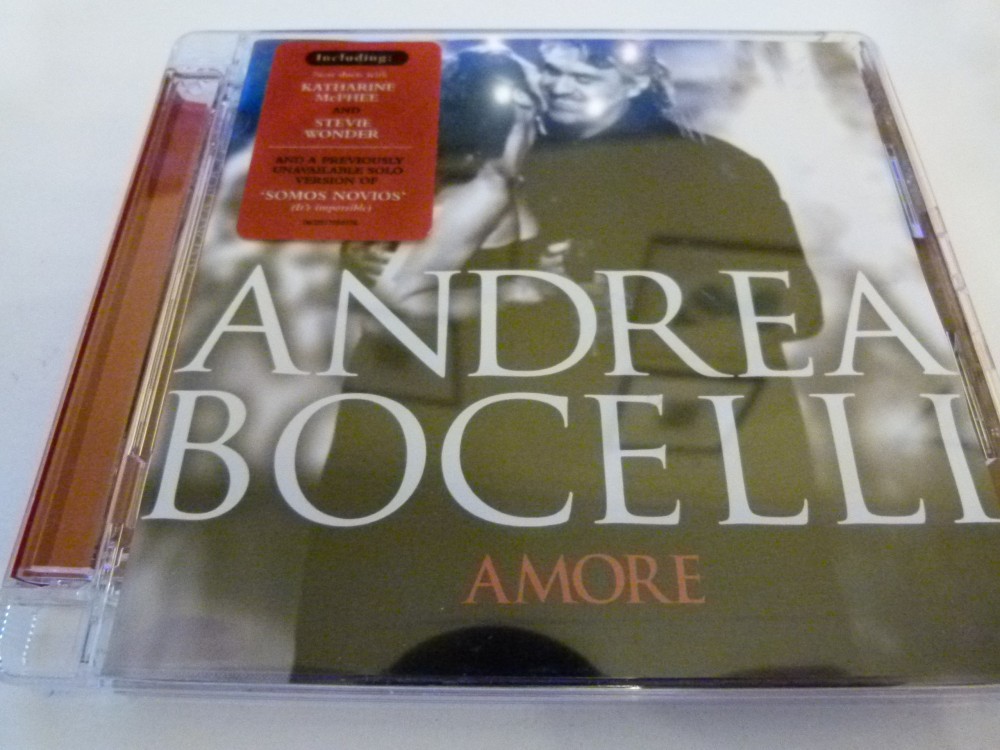 Including:
New duets with
KATHARINE
McPHEE
AND
STEVIE
WONDER
AND A PREVIOUSLY
UNAVAILABLE SOLO
VERSION OF
'SOMOS NOVIOS'
(It's impossible)
ANDREA
BOCELLI
AMORE